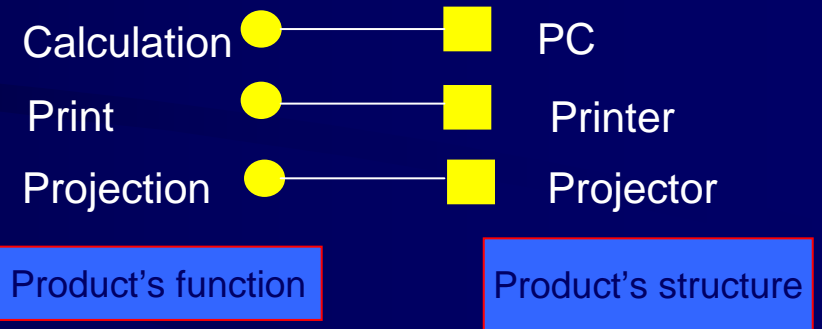 Calculation PC
Print Printer
Projection Projector
Product's function Product's structure